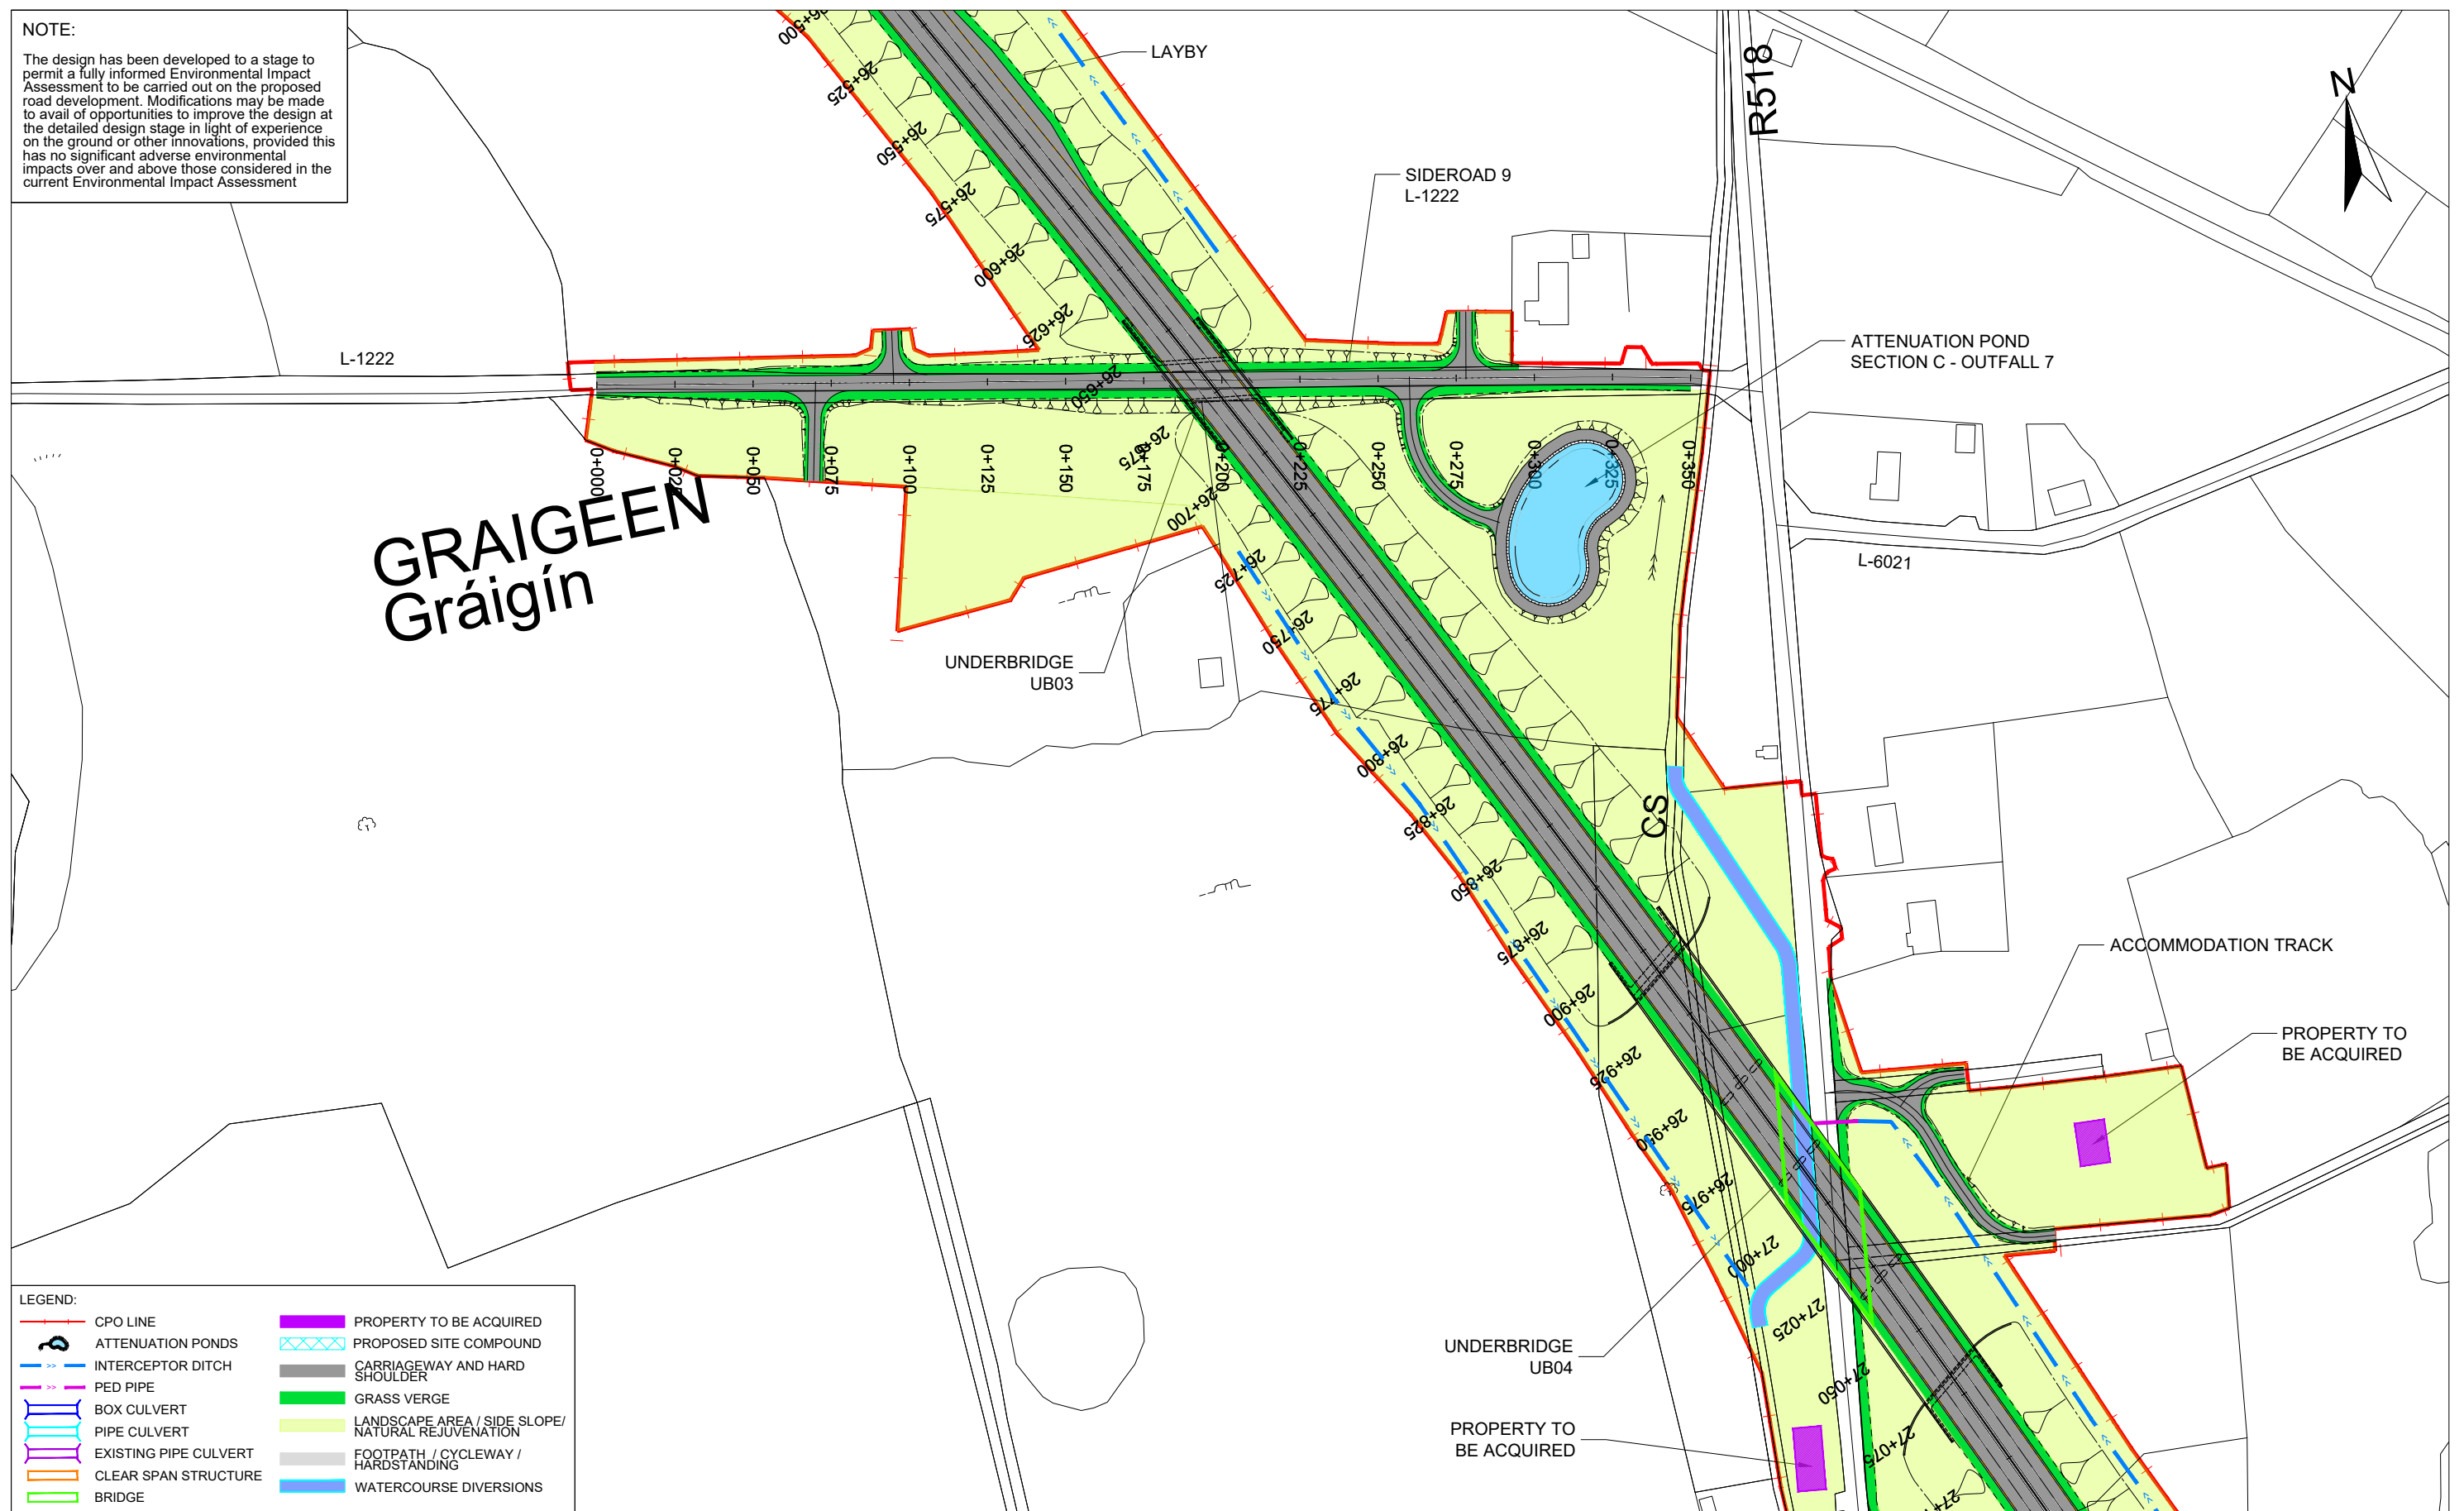 NOTE:
The design has been developed to a stage to
permit a fully informed Environmental Impact
Assessment to be carried out on the proposed
road development. Modifications may be made
to avail of opportunities to improve the design at
the detailed design stage in light of experience
on the ground or other innovations, provided this
has no significant adverse environmental
impacts over and above those considered in the
current Environmental Impact Assessment
LAYBY
R518
N
SIDEROAD 9
L-1222
ATTENUATION POND
SECTION C - OUTFALL 7
L-1222
26+500
26+525
26+550
26+575
26+600
26+625
26+650
26+675
26+700
26+725
26+750
26+775
26+800
26+825
26+850
26+875
26+900
26+925
26+950
26+975
27+000
27+025
27+050
27+075
0+000
0+025
0+050
0+075
0+100
0+125
0+150
0+175
0+200
0+225
0+250
0+275
0+300
0+325
0+350
GRAIGEEN
Gráigín
L-6021
UNDERBRIDGE
UB03
CS
ACCOMMODATION TRACK
PROPERTY TO
BE ACQUIRED
UNDERBRIDGE
UB04
PROPERTY TO
BE ACQUIRED
LEGEND:
CPO LINE
ATTENUATION PONDS
INTERCEPTOR DITCH
PED PIPE
BOX CULVERT
PIPE CULVERT
EXISTING PIPE CULVERT
CLEAR SPAN STRUCTURE
BRIDGE
PROPERTY TO BE ACQUIRED
PROPOSED SITE COMPOUND
CARRIAGEWAY AND HARD
SHOULDER
GRASS VERGE
LANDSCAPE AREA / SIDE SLOPE/
NATURAL REJUVENATION
FOOTPATH / CYCLEWAY /
HARDSTANDING
WATERCOURSE DIVERSIONS